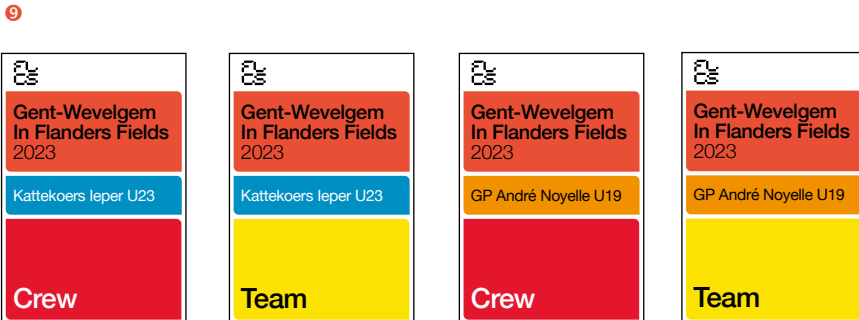 9
Gent-Wevelgem
In Flanders Fields
2023
Kattekoers Ieper U23
Crew
Gent-Wevelgem
In Flanders Fields
2023
Kattekoers Ieper U23
Team
Gent-Wevelgem
In Flanders Fields
2023
GP André Noyelle U19
Crew
Gent-Wevelgem
In Flanders Fields
2023
GP André Noyelle U19
Team